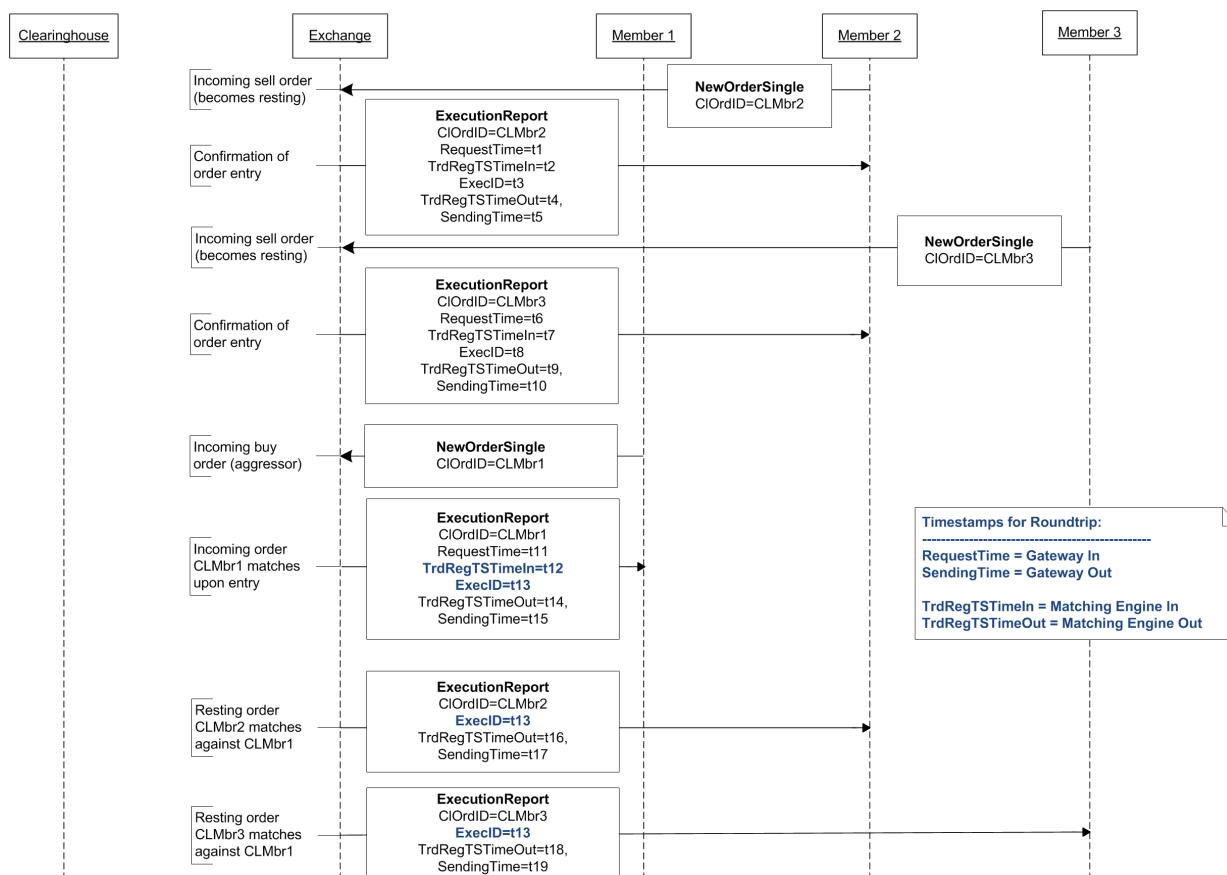 Clearinghouse
Exchange
Member 1
Member 2
Member 3
Incoming sell order
(becomes resting)
NewOrderSingle
ClOrdID=CLMbr2
Confirmation of
order entry
ExecutionReport
ClOrdID=CLMbr2
RequestTime=t1
TrdRegTSTimeIn=t2
ExecID=t3
TrdRegTSTimeOut=t4,
SendingTime=t5
Incoming sell order
(becomes resting)
NewOrderSingle
ClOrdID=CLMbr3
Confirmation of
order entry
ExecutionReport
ClOrdID=CLMbr3
RequestTime=t6
TrdRegTSTimeIn=t7
ExecID=t8
TrdRegTSTimeOut=t9,
SendingTime=t10
Incoming buy
order (aggressor)
NewOrderSingle
ClOrdID=CLMbr1
Incoming order
CLMbr1 matches
upon entry
ExecutionReport
ClOrdID=CLMbr1
RequestTime=t11
TrdRegTSTimeIn=t12
ExecID=t13
TrdRegTSTimeOut=t14,
SendingTime=t15
Timestamps for Roundtrip:
------------------------------------------------
RequestTime = Gateway In
SendingTime = Gateway Out
TrdRegTSTimeIn = Matching Engine In
TrdRegTSTimeOut = Matching Engine Out
Resting order
CLMbr2 matches
against CLMbr1
ExecutionReport
ClOrdID=CLMbr2
ExecID=t13
TrdRegTSTimeOut=t16,
SendingTime=t17
Resting order
CLMbr3 matches
against CLMbr1
ExecutionReport
ClOrdID=CLMbr3
ExecID=t13
TrdRegTSTimeOut=t18,
SendingTime=t19